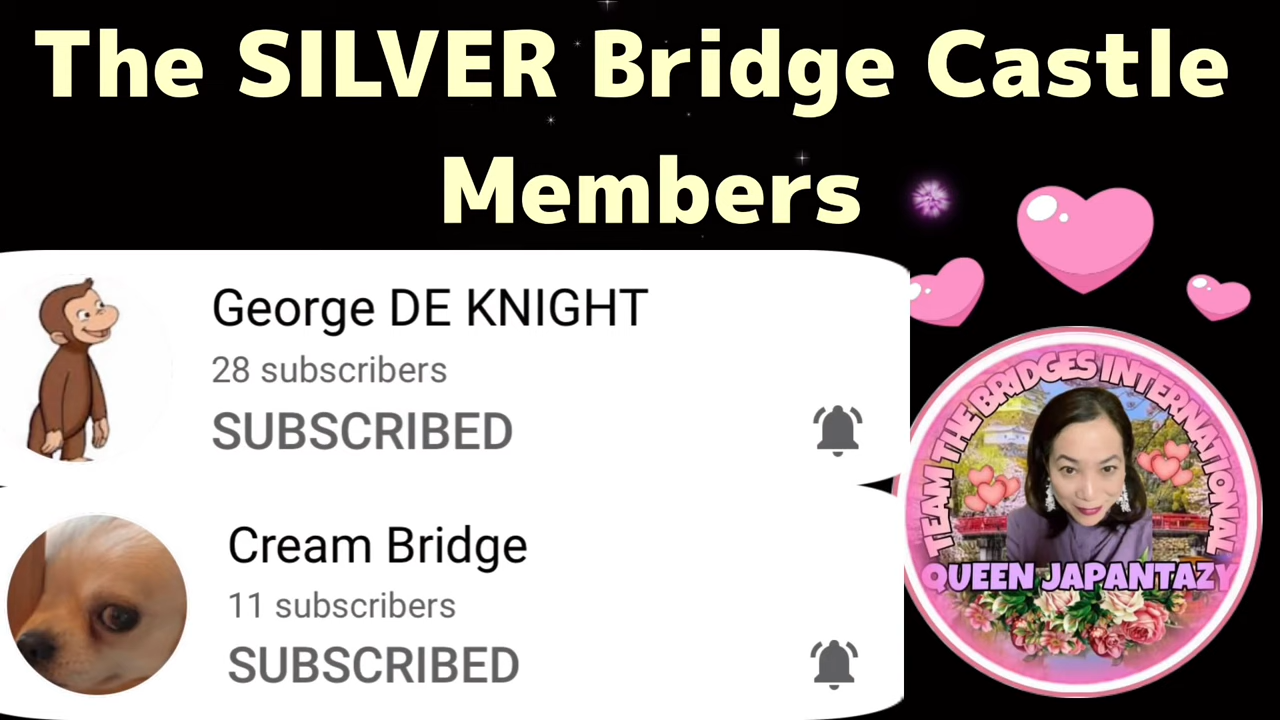 The SILVER Bridge Castle
Members
George DE KNIGHT
28 subscribers
SUBSCRIBED
Cream Bridge
11 subscribers
SUBSCRIBED
TEAM THE BRIDGES INTERNATIONAL
QUEEN JAPANTAZY